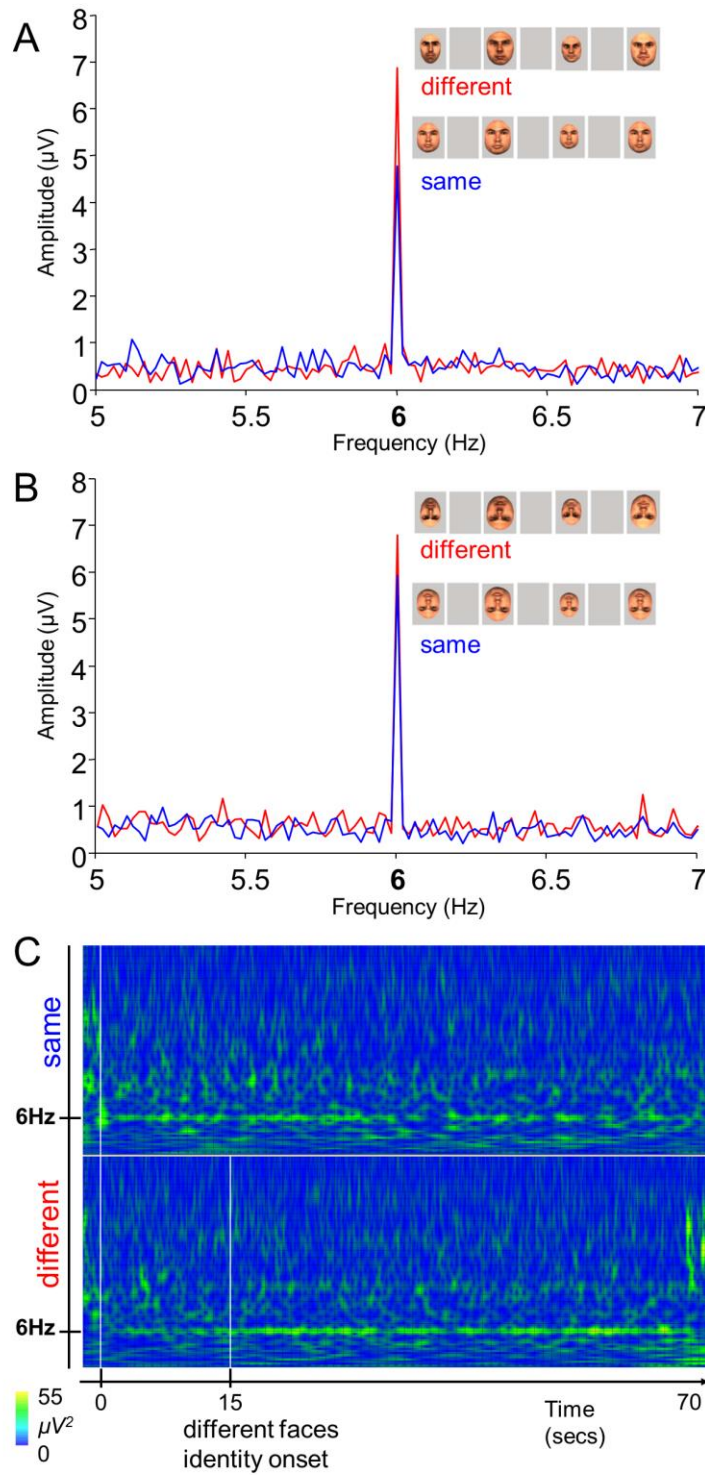 A
8
7
6
5
4
3
2
1
0
Amplitude (µV)
different
same
5
5.5
6
6.5
7
Frequency (Hz)
B
8
7
6
5
4
3
2
1
0
Amplitude (µV)
different
same
5
5.5
6
6.5
7
Frequency (Hz)
C
same
6Hz
different
6Hz
55
µV²
0
0
15
70
different faces
identity onset
Time
(secs)